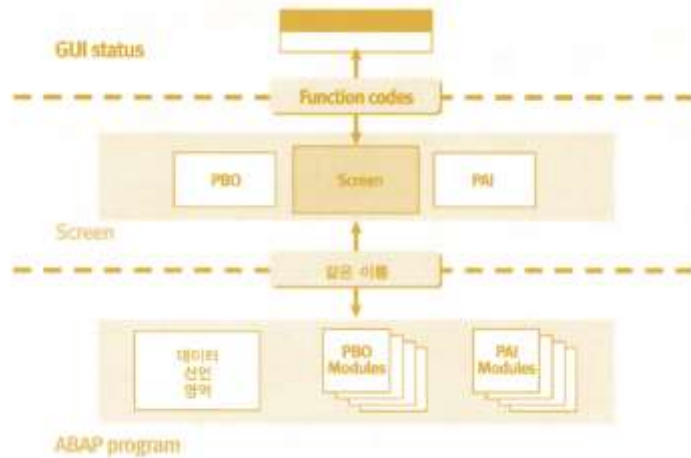 GUI status
Function codes
PBO
Screen
PAI
Screen
같은 이름
데이터
선언
영역
PBO
Modules
PAI
Modules
ABAP program